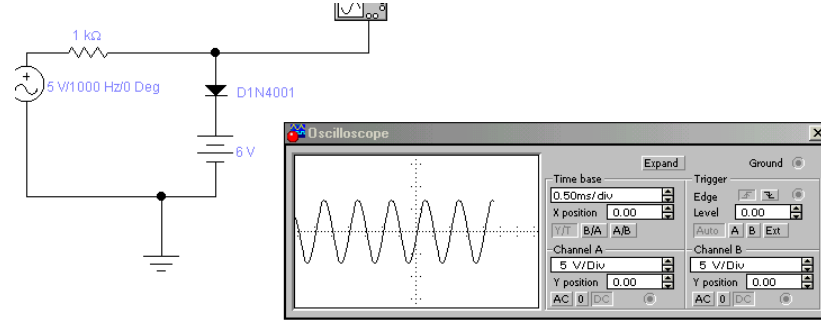 1 kΩ
5 V/1000 Hz/0 Deg
D1N4001
6 V
Oscilloscope
Expand
Ground
Time base
0.50ms/div
X position 0.00
Y/T B/A A/B
Trigger
Edge
Level 0.00
Auto A B Ext
Channel A
5 V/Div
Y position 0.00
AC 0 DC
Channel B
5 V/Div
Y position 0.00
AC 0 DC